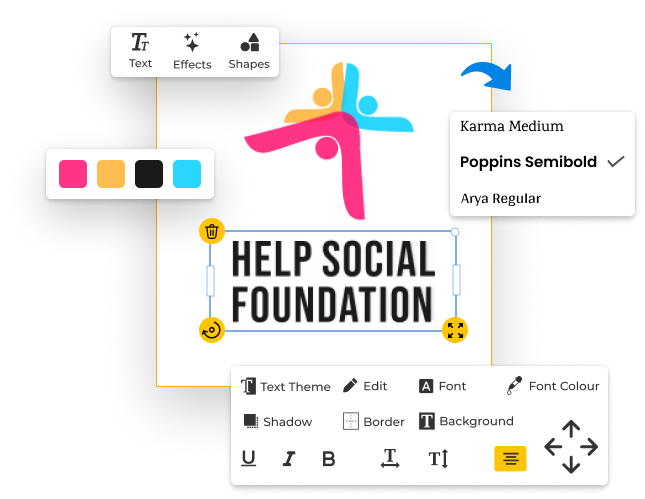 Text
Effects
Shapes
Karma Medium
Poppins Semibold
Arya Regular
HELP SOCIAL
FOUNDATION
Text Theme
Edit
Font
Font Colour
Shadow
Border
Background
U
I
B